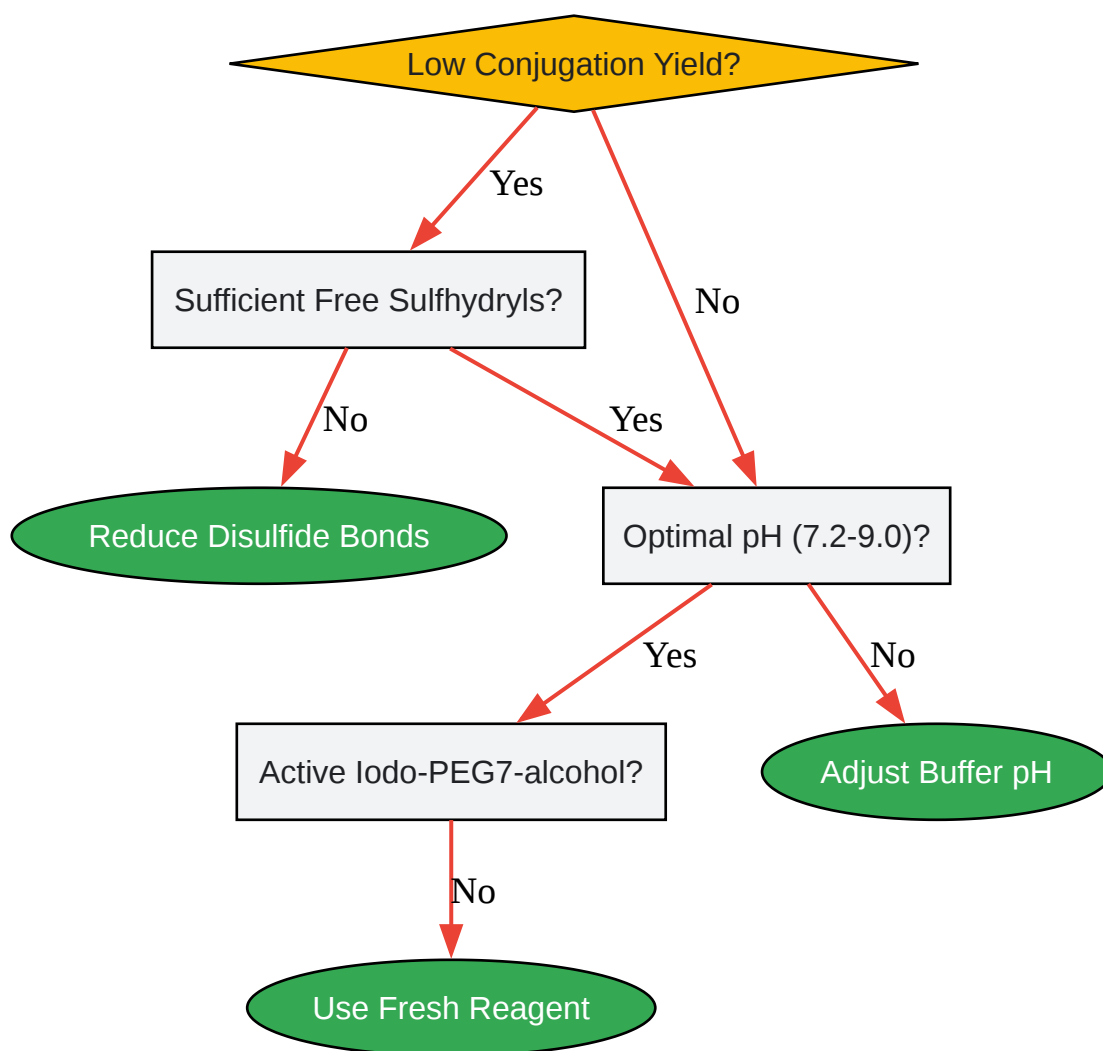 Low Conjugation Yield?
Yes
Sufficient Free Sulfhydryls?
No
No
Yes
Reduce Disulfide Bonds
Optimal pH (7.2-9.0)?
Yes
No
Active Iodo-PEG7-alcohol?
Adjust Buffer pH
No
Use Fresh Reagent